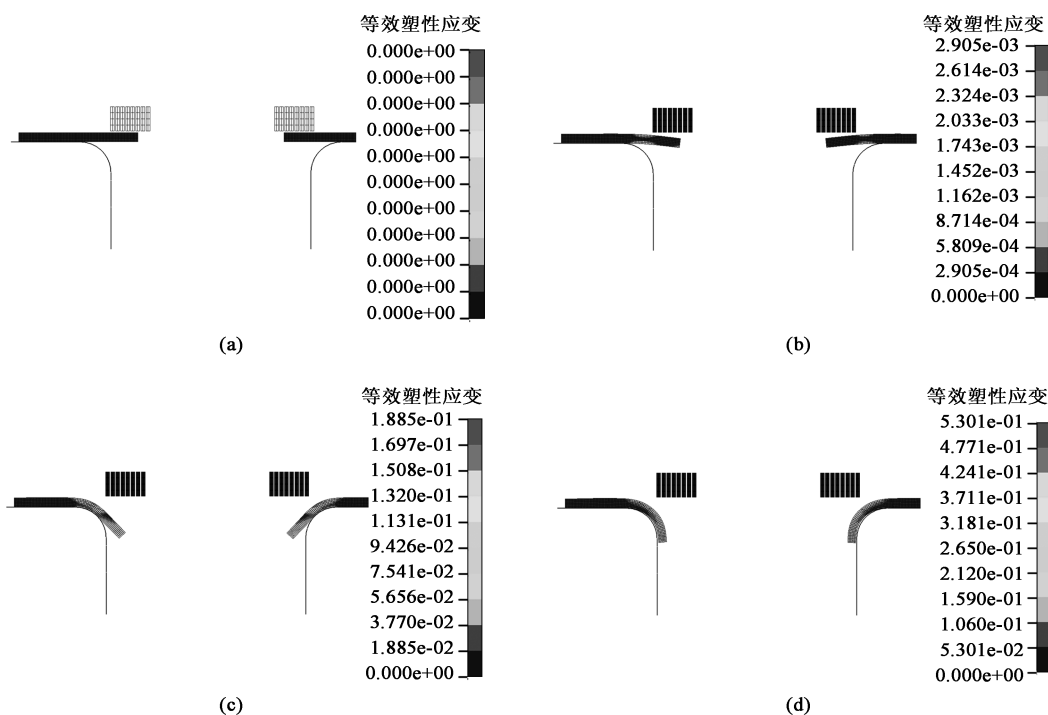 等效塑性应变
0.000e+00
0.000e+00
0.000e+00
0.000e+00
0.000e+00
0.000e+00
0.000e+00
0.000e+00
0.000e+00
0.000e+00
0.000e+00
(a)
等效塑性应变
2.905e-03
2.614e-03
2.324e-03
2.033e-03
1.743e-03
1.452e-03
1.162e-03
8.714e-04
5.809e-04
2.905e-04
0.000e+00
(b)
等效塑性应变
1.885e-01
1.697e-01
1.508e-01
1.320e-01
1.131e-01
9.426e-02
7.541e-02
5.656e-02
3.770e-02
1.885e-02
0.000e+00
(c)
等效塑性应变
5.301e-01
4.771e-01
4.241e-01
3.711e-01
3.181e-01
2.650e-01
2.120e-01
1.590e-01
1.060e-01
5.301e-02
0.000e+00
(d)